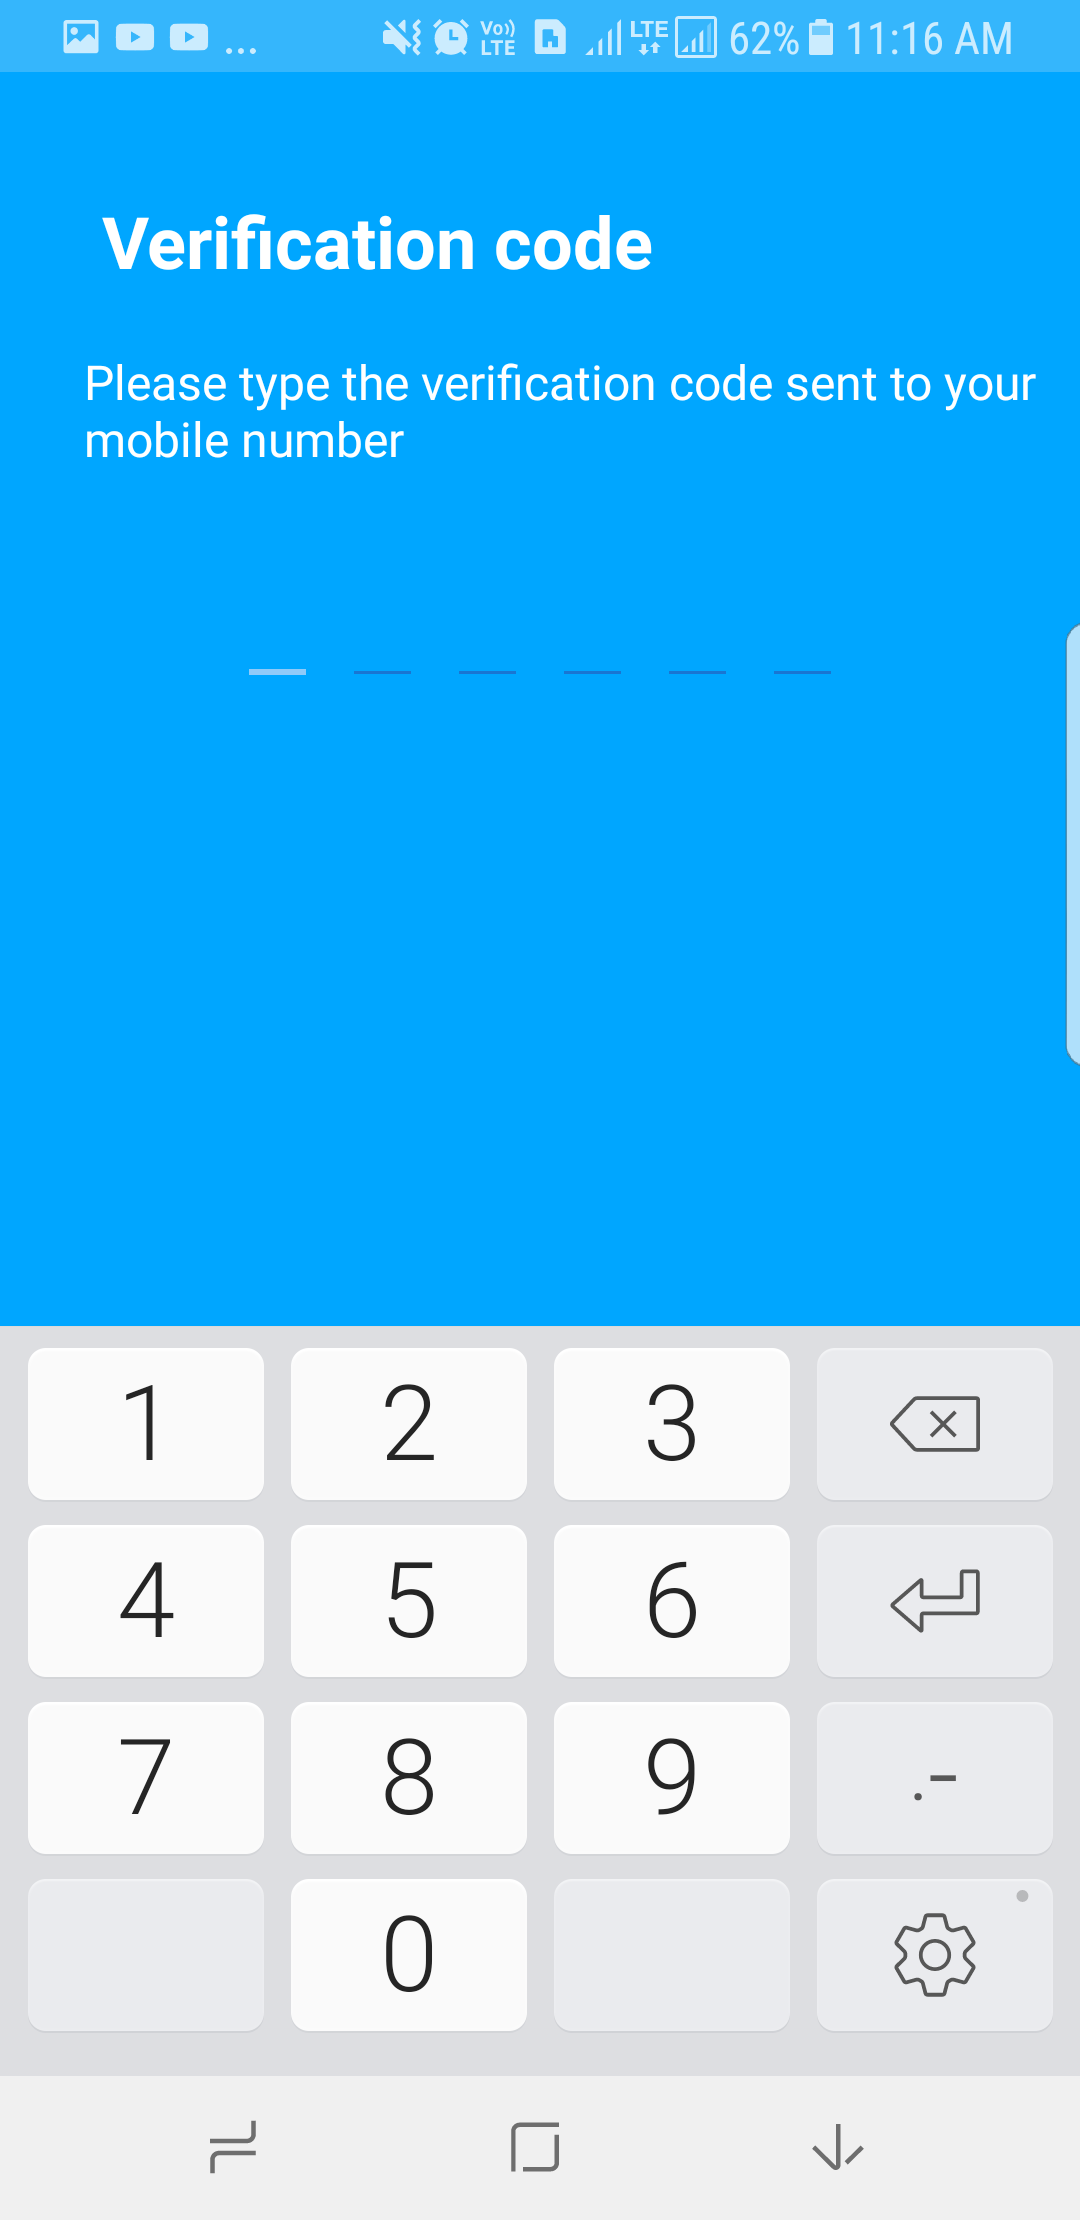 ... Vo)) LTE LTE 62% 11:16 AM
Verification code
Please type the verification code sent to your
mobile number
1 2 3
4 5 6
7 8 9 .-
0